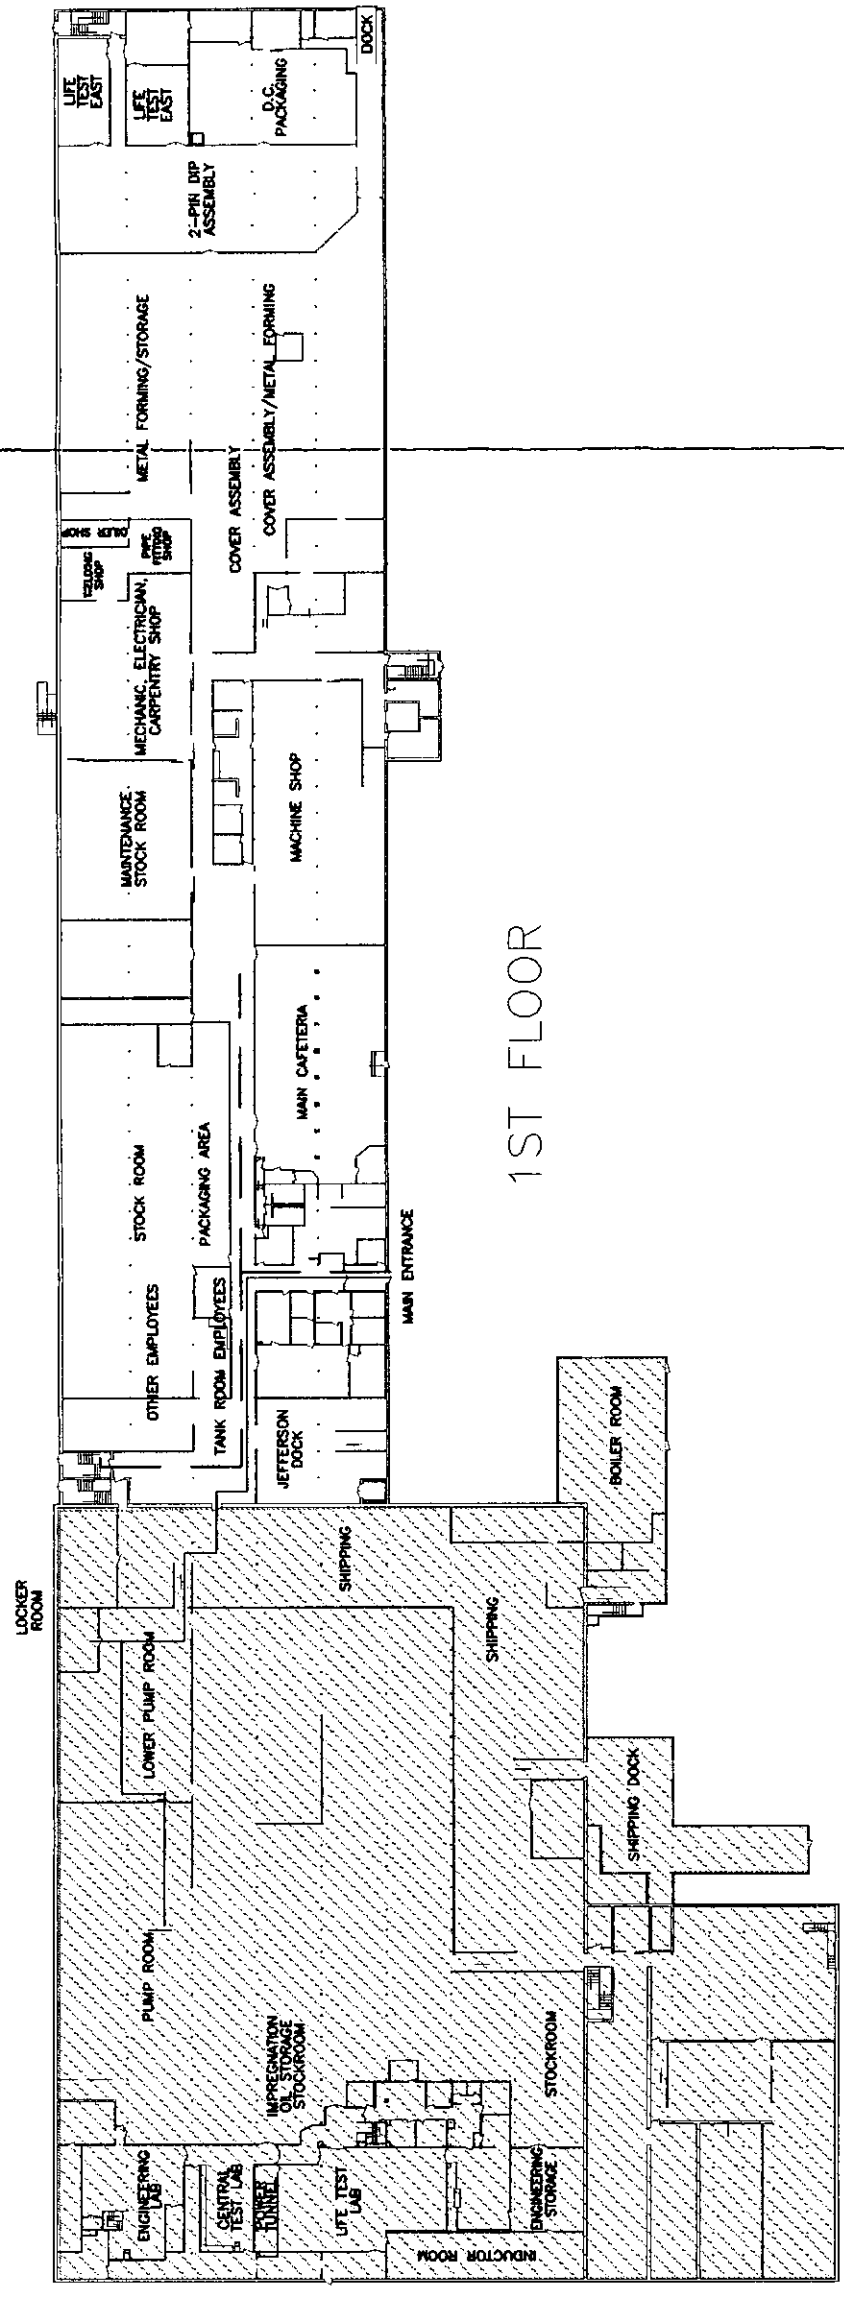 DOCK
LIFE
TEST
EAST
LIFE
TEST
EAST
D.C.
PACKAGING
2-PIN DIP
ASSEMBLY
METAL FORMING/STORAGE
COVER ASSEMBLY/METAL FORMING
COVER ASSEMBLY
OILER SHOP
PIPE
FITTING
SHOP
WELDING
SHOP
MECHANIC, ELECTRICIAN,
CARPENTRY SHOP
MAINTENANCE
STOCK ROOM
MACHINE SHOP
MAIN CAFETERIA
1ST FLOOR
STOCK ROOM
PACKAGING AREA
MAIN ENTRANCE
OTHER EMPLOYEES
TANK ROOM EMPLOYEES
JEFFERSON
DOCK
BOILER ROOM
LOCKER
ROOM
SHIPPING
SHIPPING
LOWER PUMP ROOM
SHIPPING DOCK
PUMP ROOM
IMPREGNATION
OIL STORAGE
STOCKROOM
STOCKROOM
ENGINEERING
LAB
CENTRAL
TEST LAB
POWER
TUNNEL
LIFE TEST
LAB
ENGINEERING
STORAGE
INDUCTOR ROOM